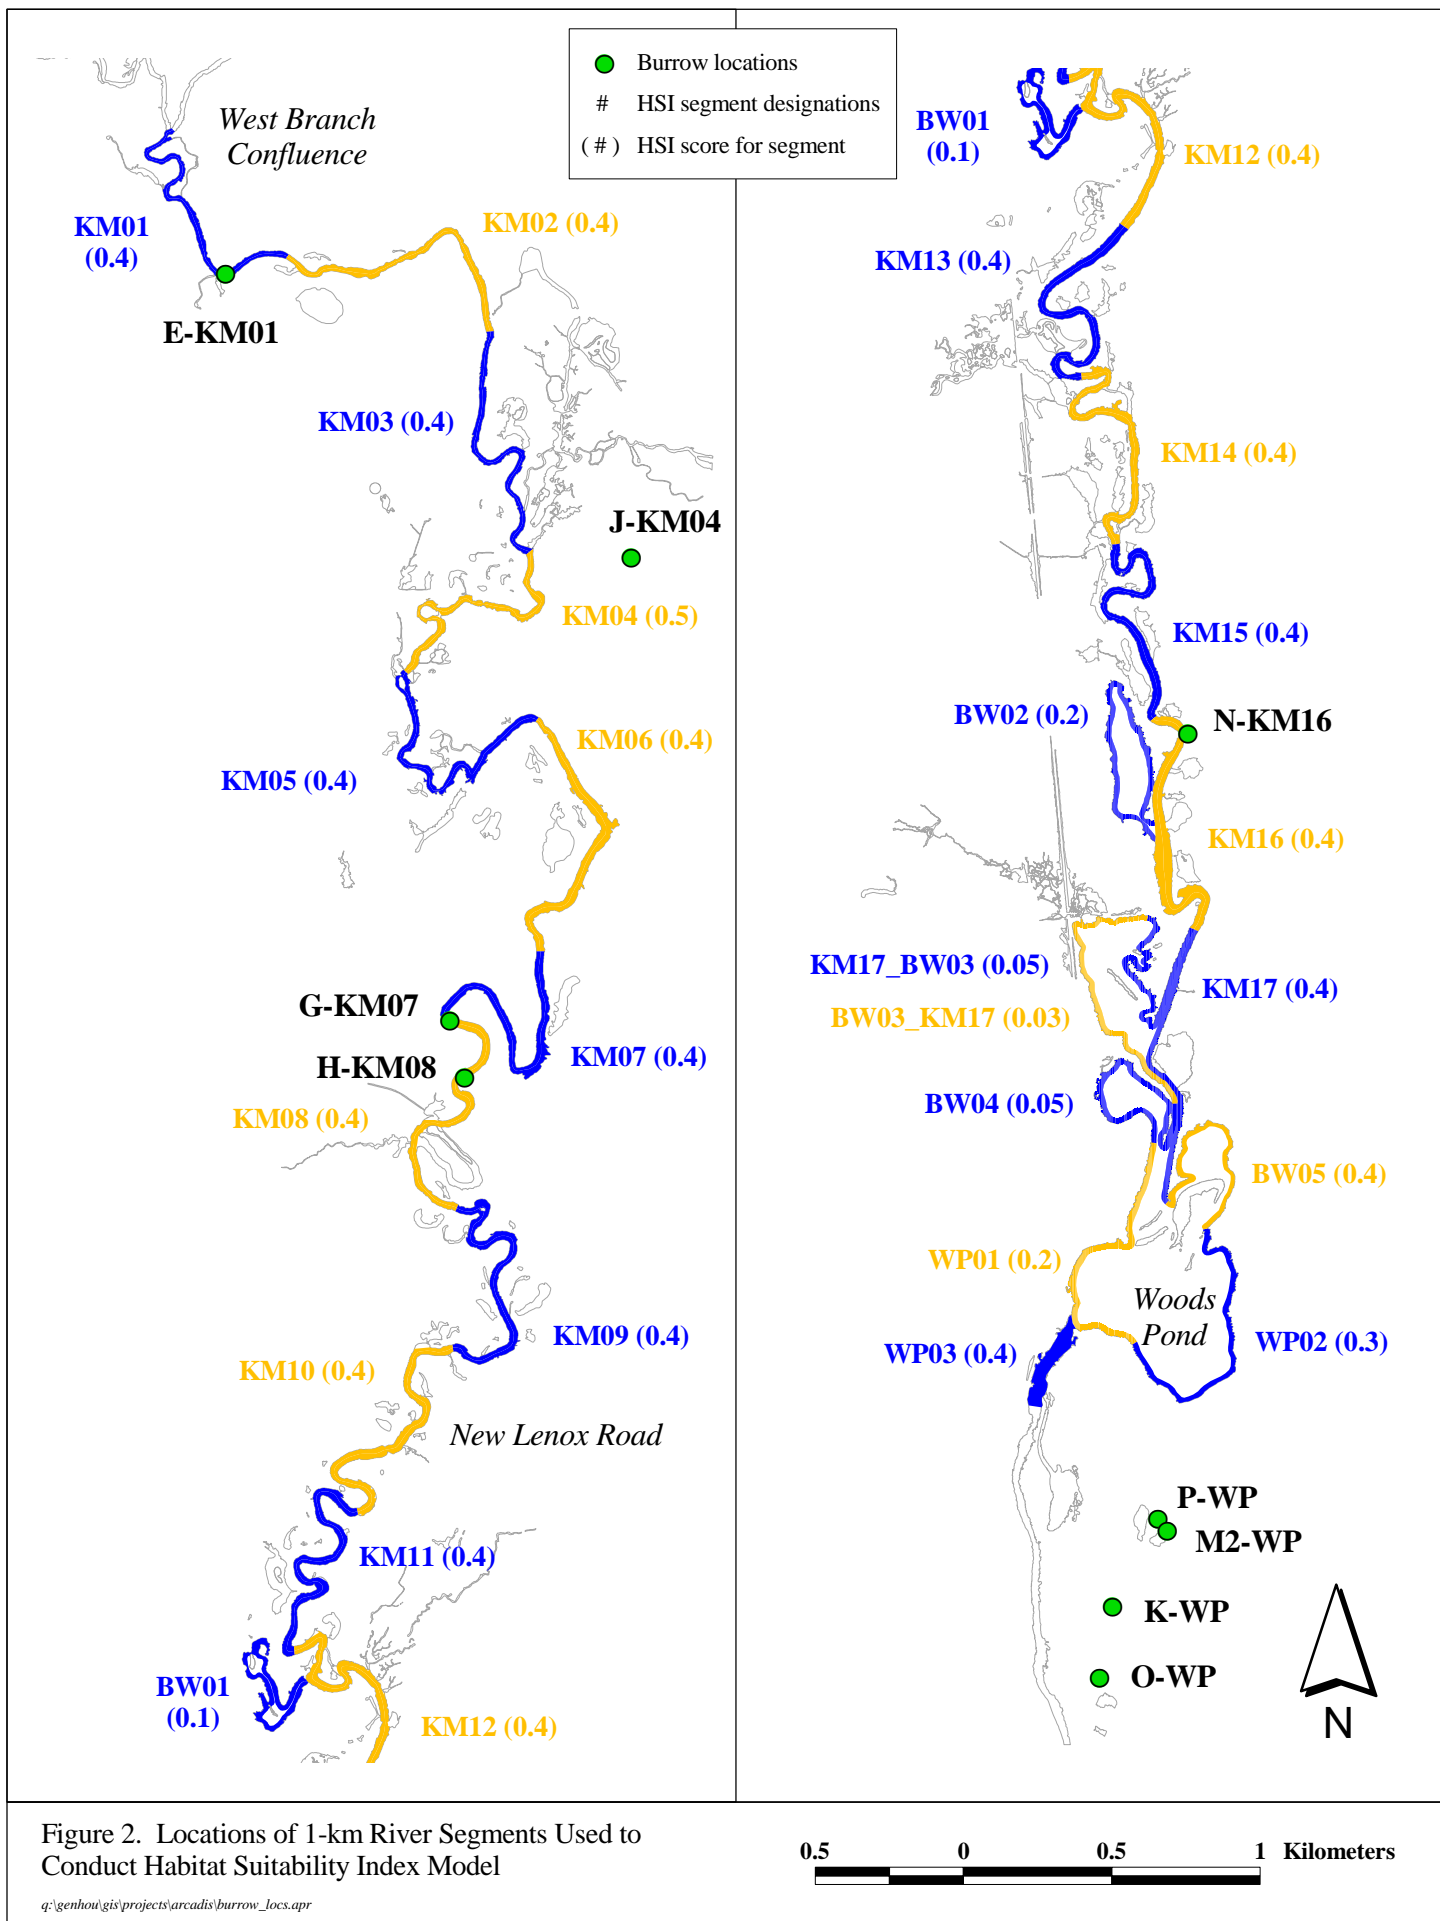 Burrow locations
# HSI segment designations
( # ) HSI score for segment
West Branch
Confluence
KM01
(0.4)
KM02 (0.4)
E-KM01
KM03 (0.4)
J-KM04
KM04 (0.5)
KM06 (0.4)
KM05 (0.4)
G-KM07
KM07 (0.4)
H-KM08
KM08 (0.4)
KM09 (0.4)
KM10 (0.4)
New Lenox Road
KM11 (0.4)
BW01
(0.1)
KM12 (0.4)
BW01
(0.1)
KM12 (0.4)
KM13 (0.4)
KM14 (0.4)
KM15 (0.4)
BW02 (0.2)
N-KM16
KM16 (0.4)
KM17_BW03 (0.05)
KM17 (0.4)
BW03_KM17 (0.03)
BW04 (0.05)
BW05 (0.4)
WP01 (0.2)
Woods
Pond
WP03 (0.4)
WP02 (0.3)
P-WP
M2-WP
K-WP
O-WP
N
Figure 2. Locations of 1-km River Segments Used to
Conduct Habitat Suitability Index Model
q:\genhou\gis\projects\arcadis\burrow_locs.apr
0.5 0 0.5 1 Kilometers